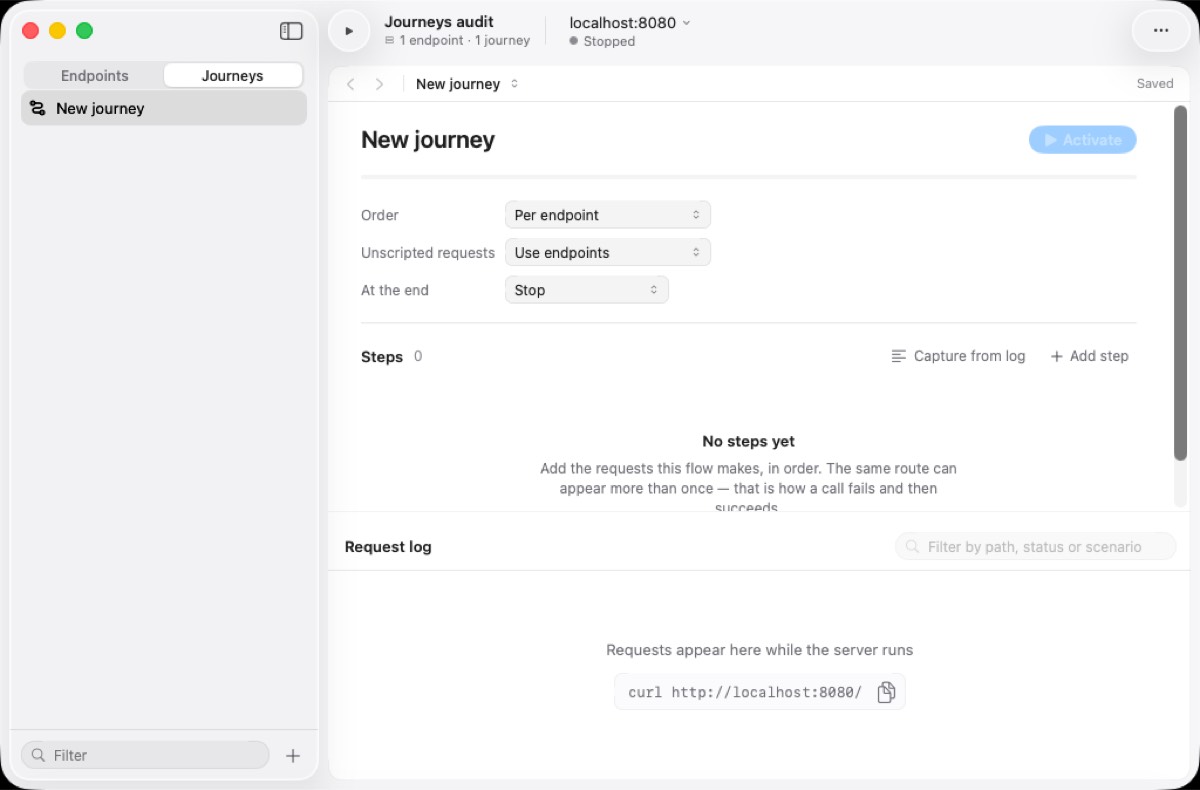 Journeys audit
1 endpoint · 1 journey
localhost:8080
Stopped
Endpoints
Journeys
New journey
Filter
New journey
Saved
New journey
Activate
Order
Per endpoint
Unscripted requests
Use endpoints
At the end
Stop
Steps 0
Capture from log
Add step
No steps yet
Add the requests this flow makes, in order. The same route can
appear more than once — that is how a call fails and then
succeeds.
Request log
Filter by path, status or scenario
Requests appear here while the server runs
curl http://localhost:8080/